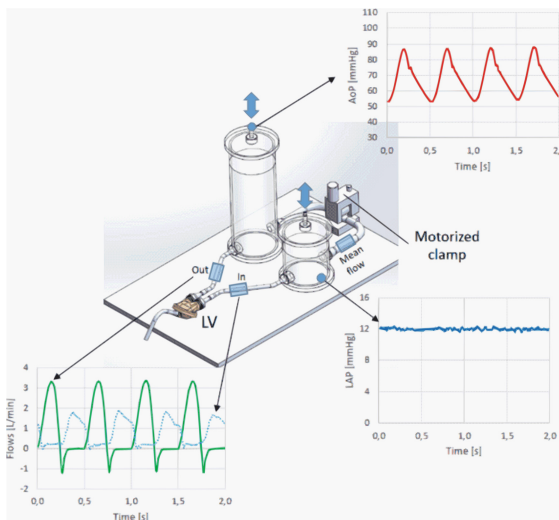 110
100
90
80
70
60
50
40
30
AoP [mmHg]
0,0 0,5 1,0 1,5 2,0
Time [s]
Motorized
clamp
Mean
flow
Out
In
LV
16
12
8
4
0
LAP [mmHg]
0,0 0,5 1,0 1,5 2,0
Time [s]
4
3
2
1
0
-1
-2
Flows [L/min]
0,0 0,5 1,0 1,5 2,0
Time [s]